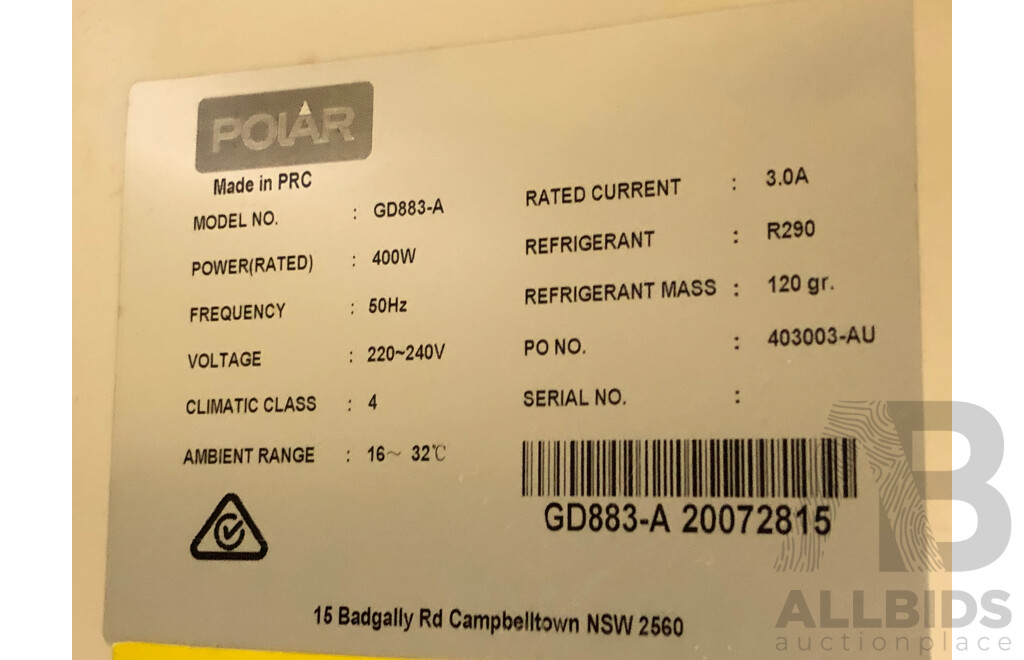 POLAR
Made in PRC
MODEL NO. : GD883-A
POWER(RATED) : 400W
FREQUENCY : 50Hz
VOLTAGE : 220~240V
CLIMATIC CLASS : 4
AMBIENT RANGE : 16~ 32℃
RATED CURRENT : 3.0A
REFRIGERANT : R290
REFRIGERANT MASS : 120 gr.
PO NO. : 403003-AU
SERIAL NO. :
GD883-A 20072815
15 Badgally Rd Campbelltown NSW 2560
AB
ALLBIDS
auctionplace